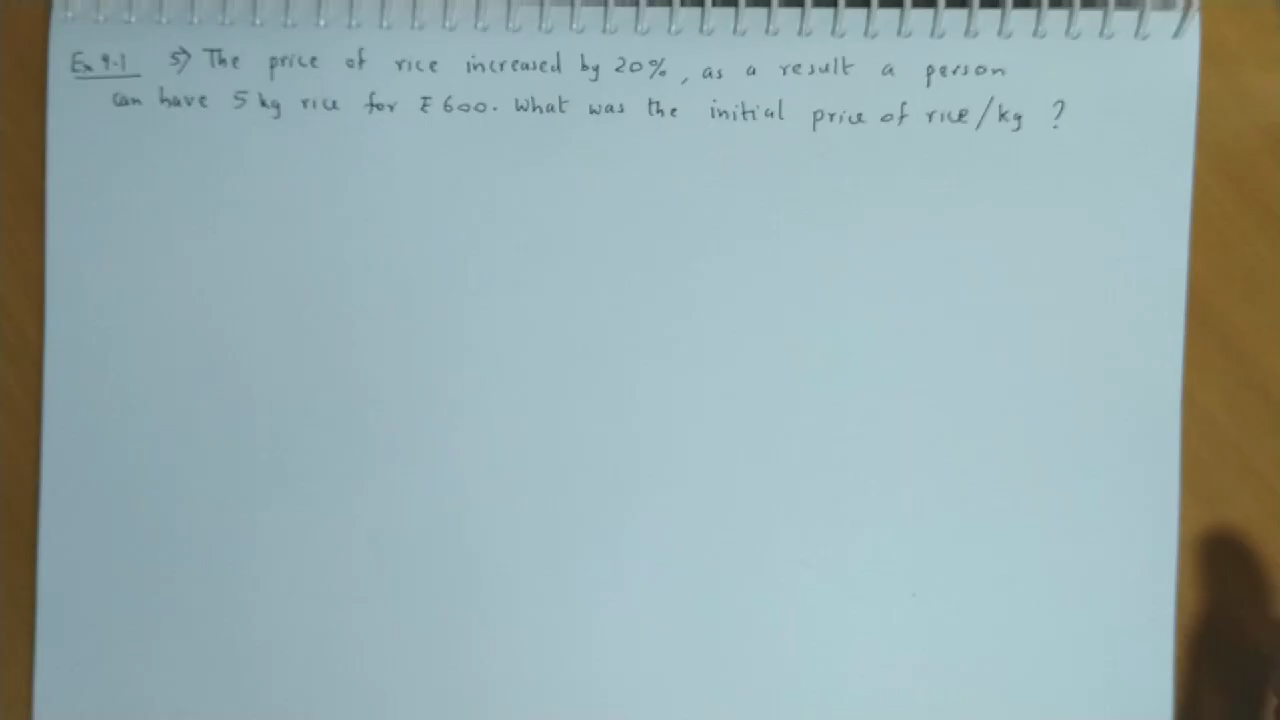 Ex 9.1 5) The price of rice increased by 20%, as a result a person
can have 5 kg rice for ₹ 600. What was the initial price of rice/kg ?